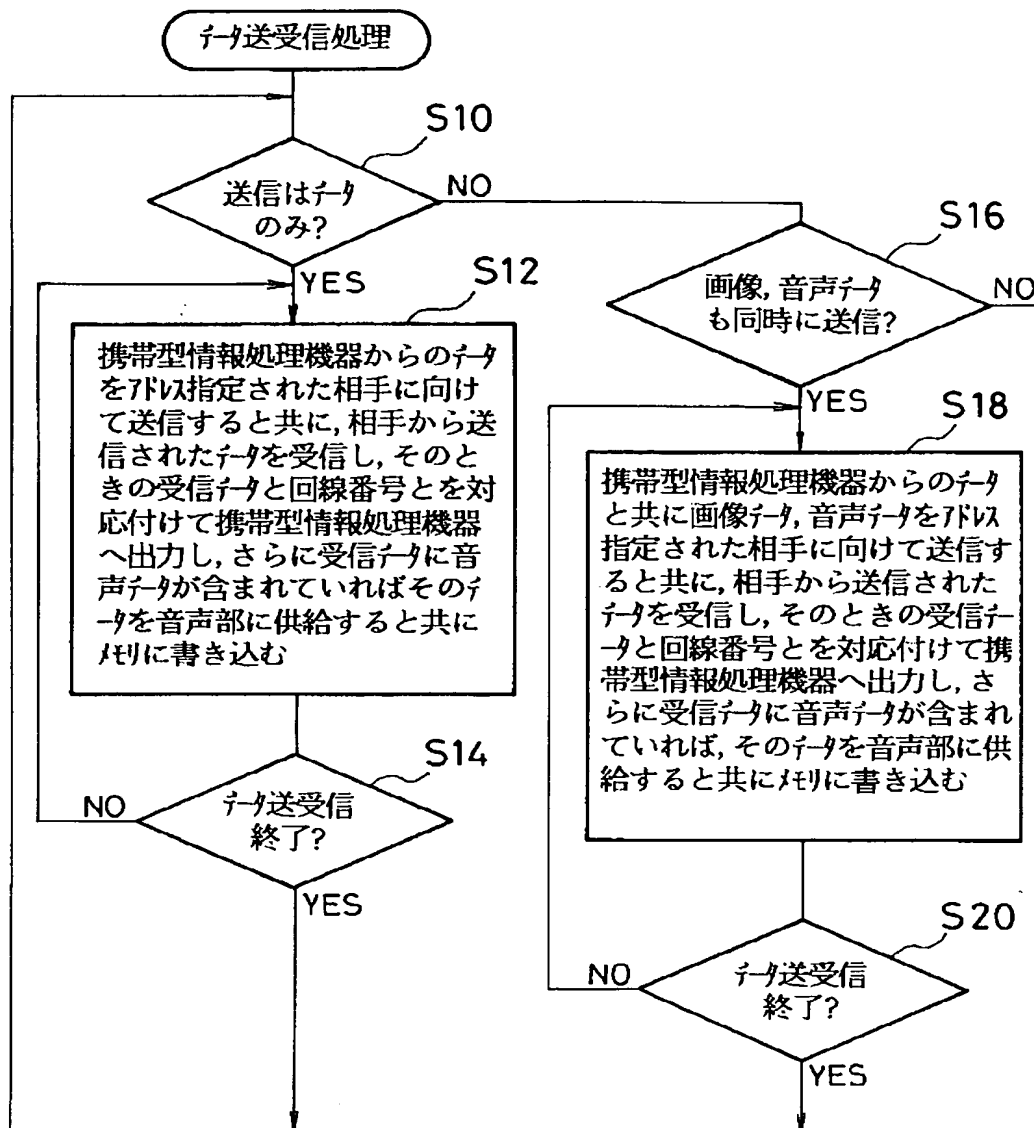 データ送受信処理
S10
送信はデータ
のみ?
NO
YES
S12
携帯型情報処理機器からのデータ
をアドレス指定された相手に向け
て送信すると共に,相手から送
信されたデータを受信し,そのと
きの受信データと回線番号とを対
応付けて携帯型情報処理機器
へ出力し,さらに受信データに音
声データが含まれていればそのデ
ータを音声部に供給すると共に
メモリに書き込む
S14
データ送受信
終了?
NO
YES
S16
画像,音声データ
も同時に送信?
NO
YES
S18
携帯型情報処理機器からのデータ
と共に画像データ,音声データをアドレス
指定された相手に向けて送信す
ると共に,相手から送信された
データを受信し,そのときの受信デ
ータと回線番号とを対応付けて携
帯型情報処理機器へ出力し,さ
らに受信データに音声データが含まれ
ていれば,そのデータを音声部に供
給すると共にメモリに書き込む
S20
データ送受信
終了?
NO
YES